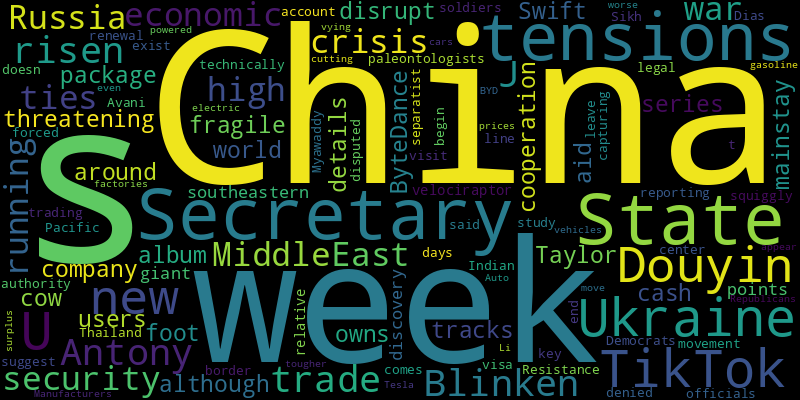 Russia economic account disrupt soldiers Swift Sikh war Dias
renewal powered vying worse
risen exist crisis cars tensions
technically cutting paleontologists
ties package high J BYD legal gasoline
even
threatening Avani China series
forced fragile details ByteDance separatist cooperation aid leave capturing mainstay
running around world electric Myawaddy disputed begin line prices t
factories southeastern visit velociraptor reporting squiggly
S Secretary State
trading Pacific said study vehicles center appear
album MiddleEast days Indian Taylor Douyin
authority company giant Auto move
cow users new relative discovery Week end cash points Republicans
surplus U Thailand foot owns tracks key Ukraine
suggest Antony Li Democrats movement
border comes visa Resistance denied officials
security although trade tougher Blinken TikTok
Manufacturers Tesla